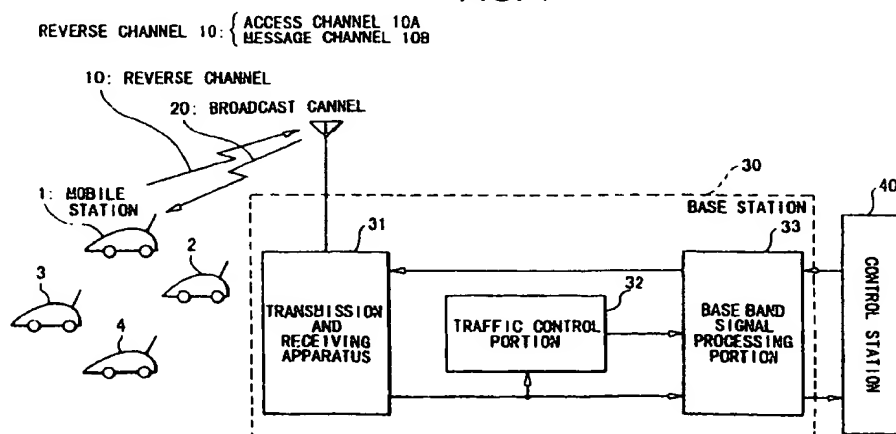 REVERSE CHANNEL 10: { ACCESS CHANNEL 10A
MESSAGE CHANNEL 10B
10: REVERSE CHANNEL
20: BROADCAST CANNEL
1: MOBILE
STATION
2
3
4
30
BASE STATION
31
TRANSMISSION
AND
RECEIVING
APPARATUS
32
TRAFFIC CONTROL
PORTION
33
BASE BAND
SIGNAL
PROCESSING
PORTION
40
CONTROL STATION